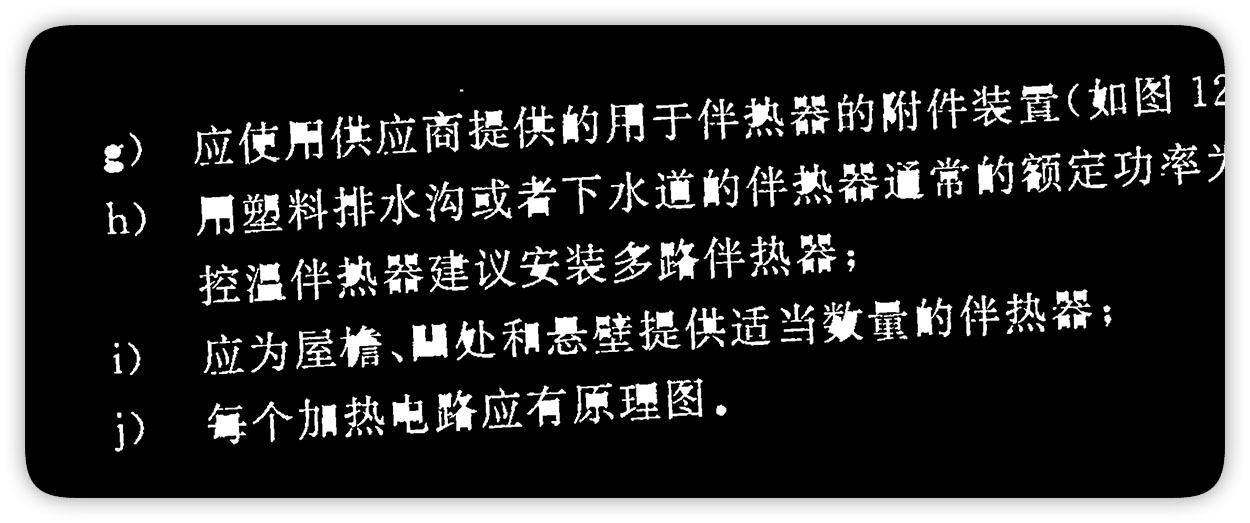 g) 应使用供应商提供的用于伴热器的附件装置(如图 12
h) 用塑料排水沟或者下水道的伴热器通常的额定功率为
控温伴热器建议安装多路伴热器;
i) 应为屋檐、凹处和悬壁提供适当数量的伴热器;
j) 每个加热电路应有原理图。